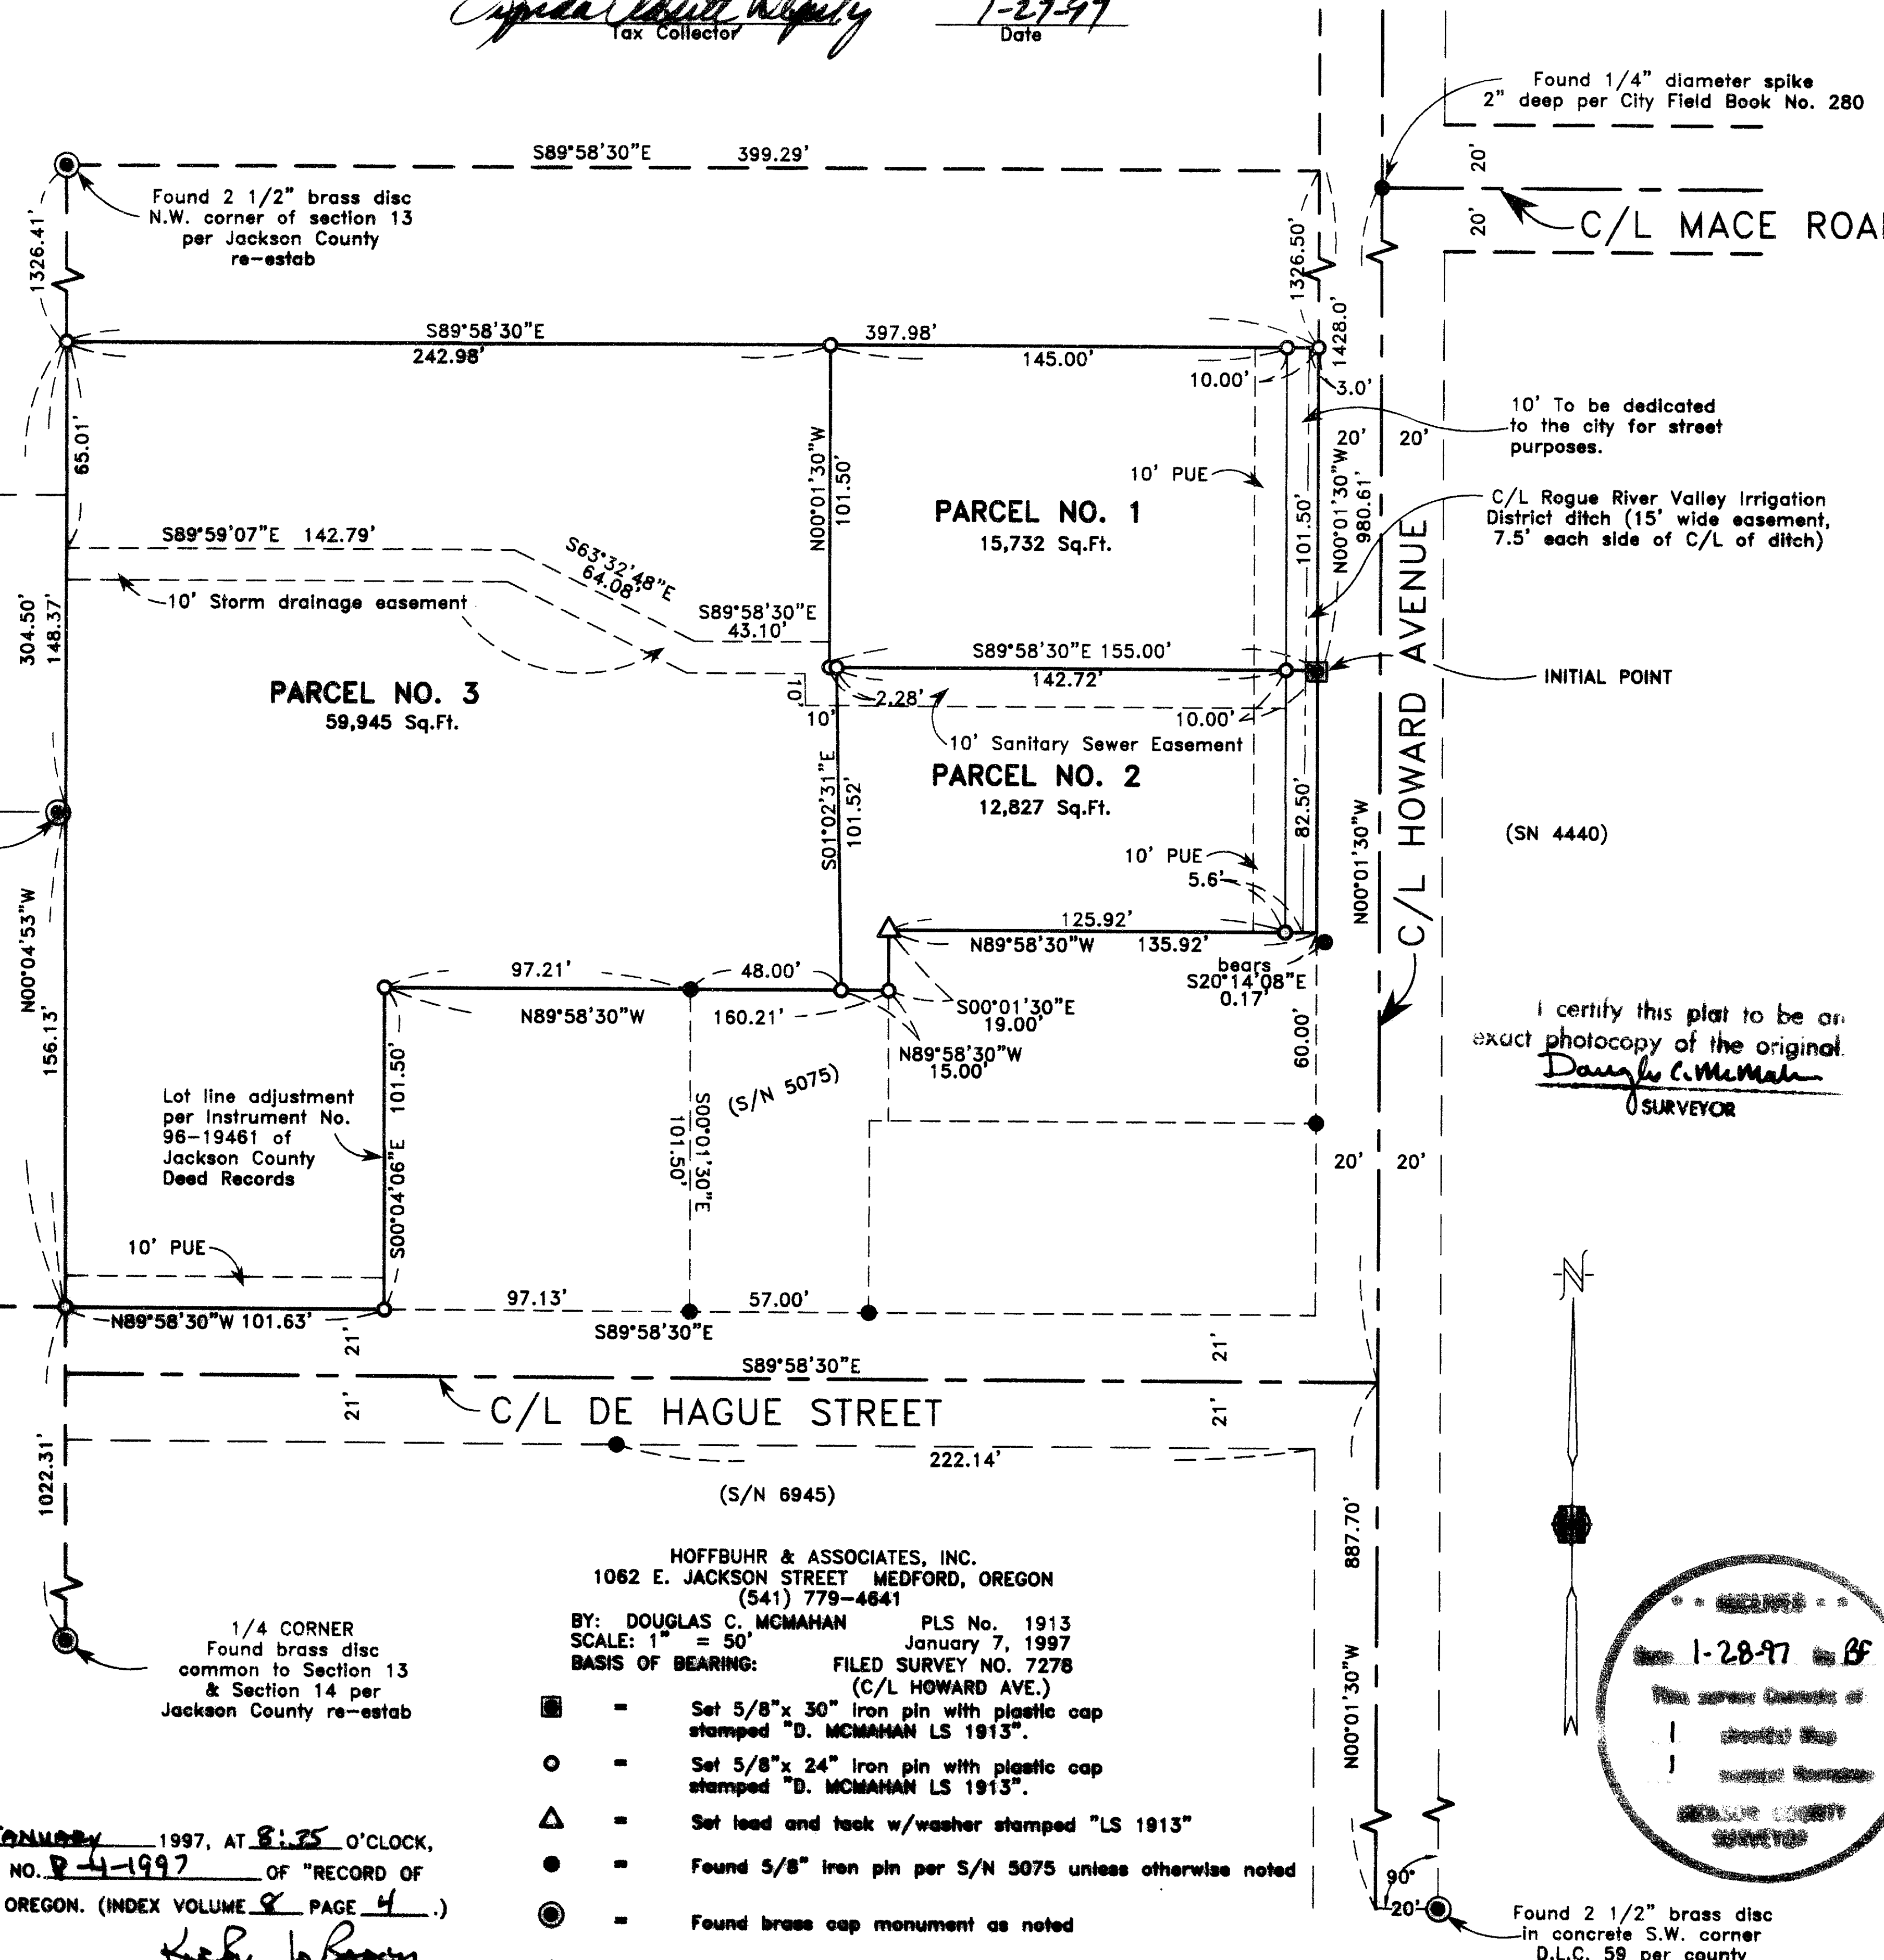 Deputy 1-27-97
Tax Collector Date
Found 1/4" diameter spike
2" deep per City Field Book No. 280
S89°58'30"E 399.29'
20'
20'
C/L MACE
Found 2 1/2" brass disc
N.W. corner of section 13
per Jackson County
re-estab
1326.41'
1326.50'
1428.0'
S89°58'30"E
242.98'
397.98'
145.00'
10.00'
3.0'
10' To be dedicated
to the city for street
purposes.
20' 20'
65.01'
N00°01'30"W
101.50'
10' PUE
PARCEL NO. 1
15,732 Sq.Ft.
101.50'
N00°01'30"W
980.61'
C/L Rogue River Valley Irrigation
District ditch (15' wide easement,
7.5' each side of C/L of ditch)
S89°59'07"E 142.79'
S63°32'48"E
64.08'
10' Storm drainage easement
S89°58'30"E
43.10'
304.50'
148.37'
S89°58'30"E 155.00'
142.72'
INITIAL POINT
PARCEL NO. 3
59,945 Sq.Ft.
10'
10'
2.28'
10.00'
10' Sanitary Sewer Easement
PARCEL NO. 2
12,827 Sq.Ft.
S01°02'31"E
101.52'
82.50'
N00°01'30"W
C/L HOWARD AVENUE
(SN 4440)
10' PUE
5.6'
125.92'
N89°58'30"W 135.92'
bears
S20°14'08"E
0.17'
N00°04'53"W
156.13'
97.21' 48.00'
N89°58'30"W 160.21'
S00°01'30"E
19.00'
N89°58'30"W
15.00'
60.00'
I certify this plat to be an
exact photocopy of the original.
Douglas C. McMahan
SURVEYOR
Lot line adjustment
per Instrument No.
96-19461 of
Jackson County
Deed Records
S00°04'06"E 101.50'
S00°01'30"E
101.50'
(S/N 5075)
20' 20'
10' PUE
N89°58'30"W 101.63'
97.13' 57.00'
S89°58'30"E
21'
21'
S89°58'30"E
C/L DE HAGUE STREET
21'
21'
N
222.14'
(S/N 6945)
1022.31'
887.70'
N00°01'30"W
1/4 CORNER
Found brass disc
common to Section 13
& Section 14 per
Jackson County re-estab
HOFFBUHR & ASSOCIATES, INC.
1062 E. JACKSON STREET MEDFORD, OREGON
(541) 779-4641
BY: DOUGLAS C. MCMAHAN PLS No. 1913
SCALE: 1" = 50' January 7, 1997
BASIS OF BEARING: FILED SURVEY NO. 7278
(C/L HOWARD AVE.)
= Set 5/8"x 30" iron pin with plastic cap
stamped "D. MCMAHAN LS 1913".
= Set 5/8"x 24" iron pin with plastic cap
stamped "D. MCMAHAN LS 1913".
= Set lead and tack w/washer stamped "LS 1913"
= Found 5/8" iron pin per S/N 5075 unless otherwise noted
= Found brass cap monument as noted
RECEIVED
1-28-97 BF
COUNTY
SURVEYOR
JANUARY 1997, AT 8:35 O'CLOCK,
NO. P-4-1997 OF "RECORD OF
OREGON. (INDEX VOLUME 8 PAGE 4 .)
90°
20'
Found 2 1/2" brass disc
in concrete S.W. corner
D.L.C. 59 per county